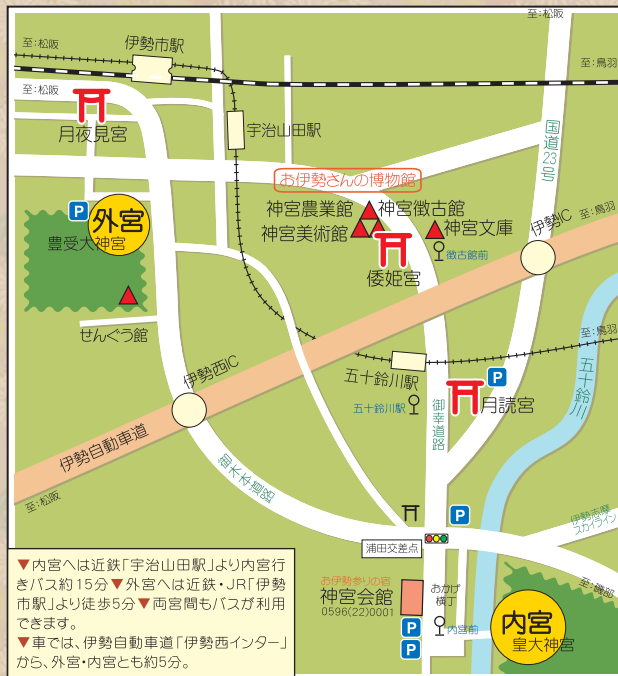 至:松阪
至:松阪
伊勢市駅
至:鳥羽
至:松阪
月夜見宮
宇治山田駅
国道23号
お伊勢さんの博物館
P
外宮
豊受大神宮
神宮農業館
神宮徴古館
神宮美術館
神宮文庫
徴古館前
倭姫宮
伊勢IC
至:鳥羽
せんぐう館
至:鳥羽
伊勢西IC
五十鈴川駅
五十鈴川駅
P
月読宮
御幸道路
五十鈴川
伊勢自動車道
至:松阪
御木本道路
P
浦田交差点
伊勢志摩
スカイライン
至:磯部
お伊勢参りの宿
神宮会館
0596(22)0001
P
P
おかげ
横丁
内宮前
内宮
皇大神宮
▼内宮へは近鉄「宇治山田駅」より内宮行
きバス約15分▼外宮へは近鉄・JR「伊勢
市駅」より徒歩5分▼両宮間もバスが利用
できます。
▼車では、伊勢自動車道「伊勢西インター」
から、外宮・内宮とも約5分。